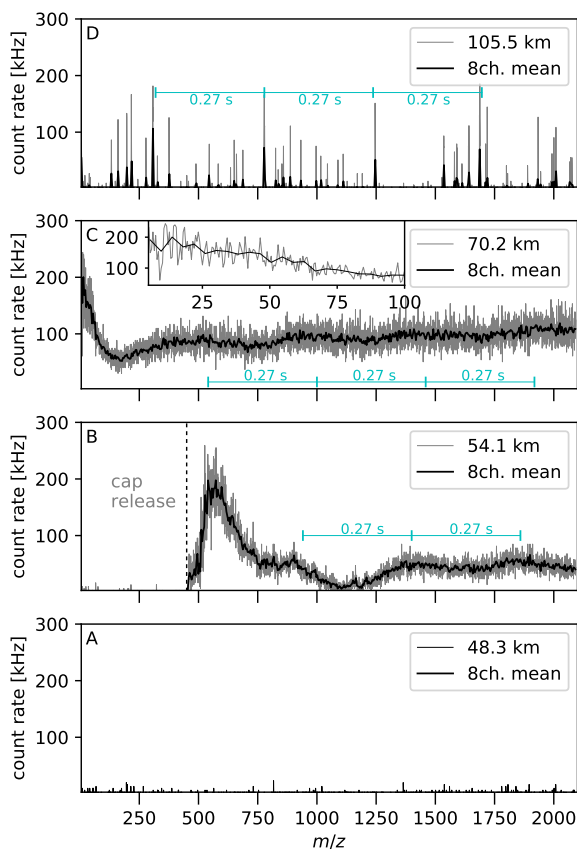 D
105.5 km
8ch. mean
0.27 s
0.27 s
0.27 s
300
200
100
count rate [kHz]
C
70.2 km
8ch. mean
200
100
25
50
75
100
0.27 s
0.27 s
0.27 s
300
200
100
count rate [kHz]
B
54.1 km
8ch. mean
cap
release
0.27 s
0.27 s
300
200
100
count rate [kHz]
A
48.3 km
8ch. mean
300
200
100
count rate [kHz]
250 500 750 1000 1250 1500 1750 2000
m/z